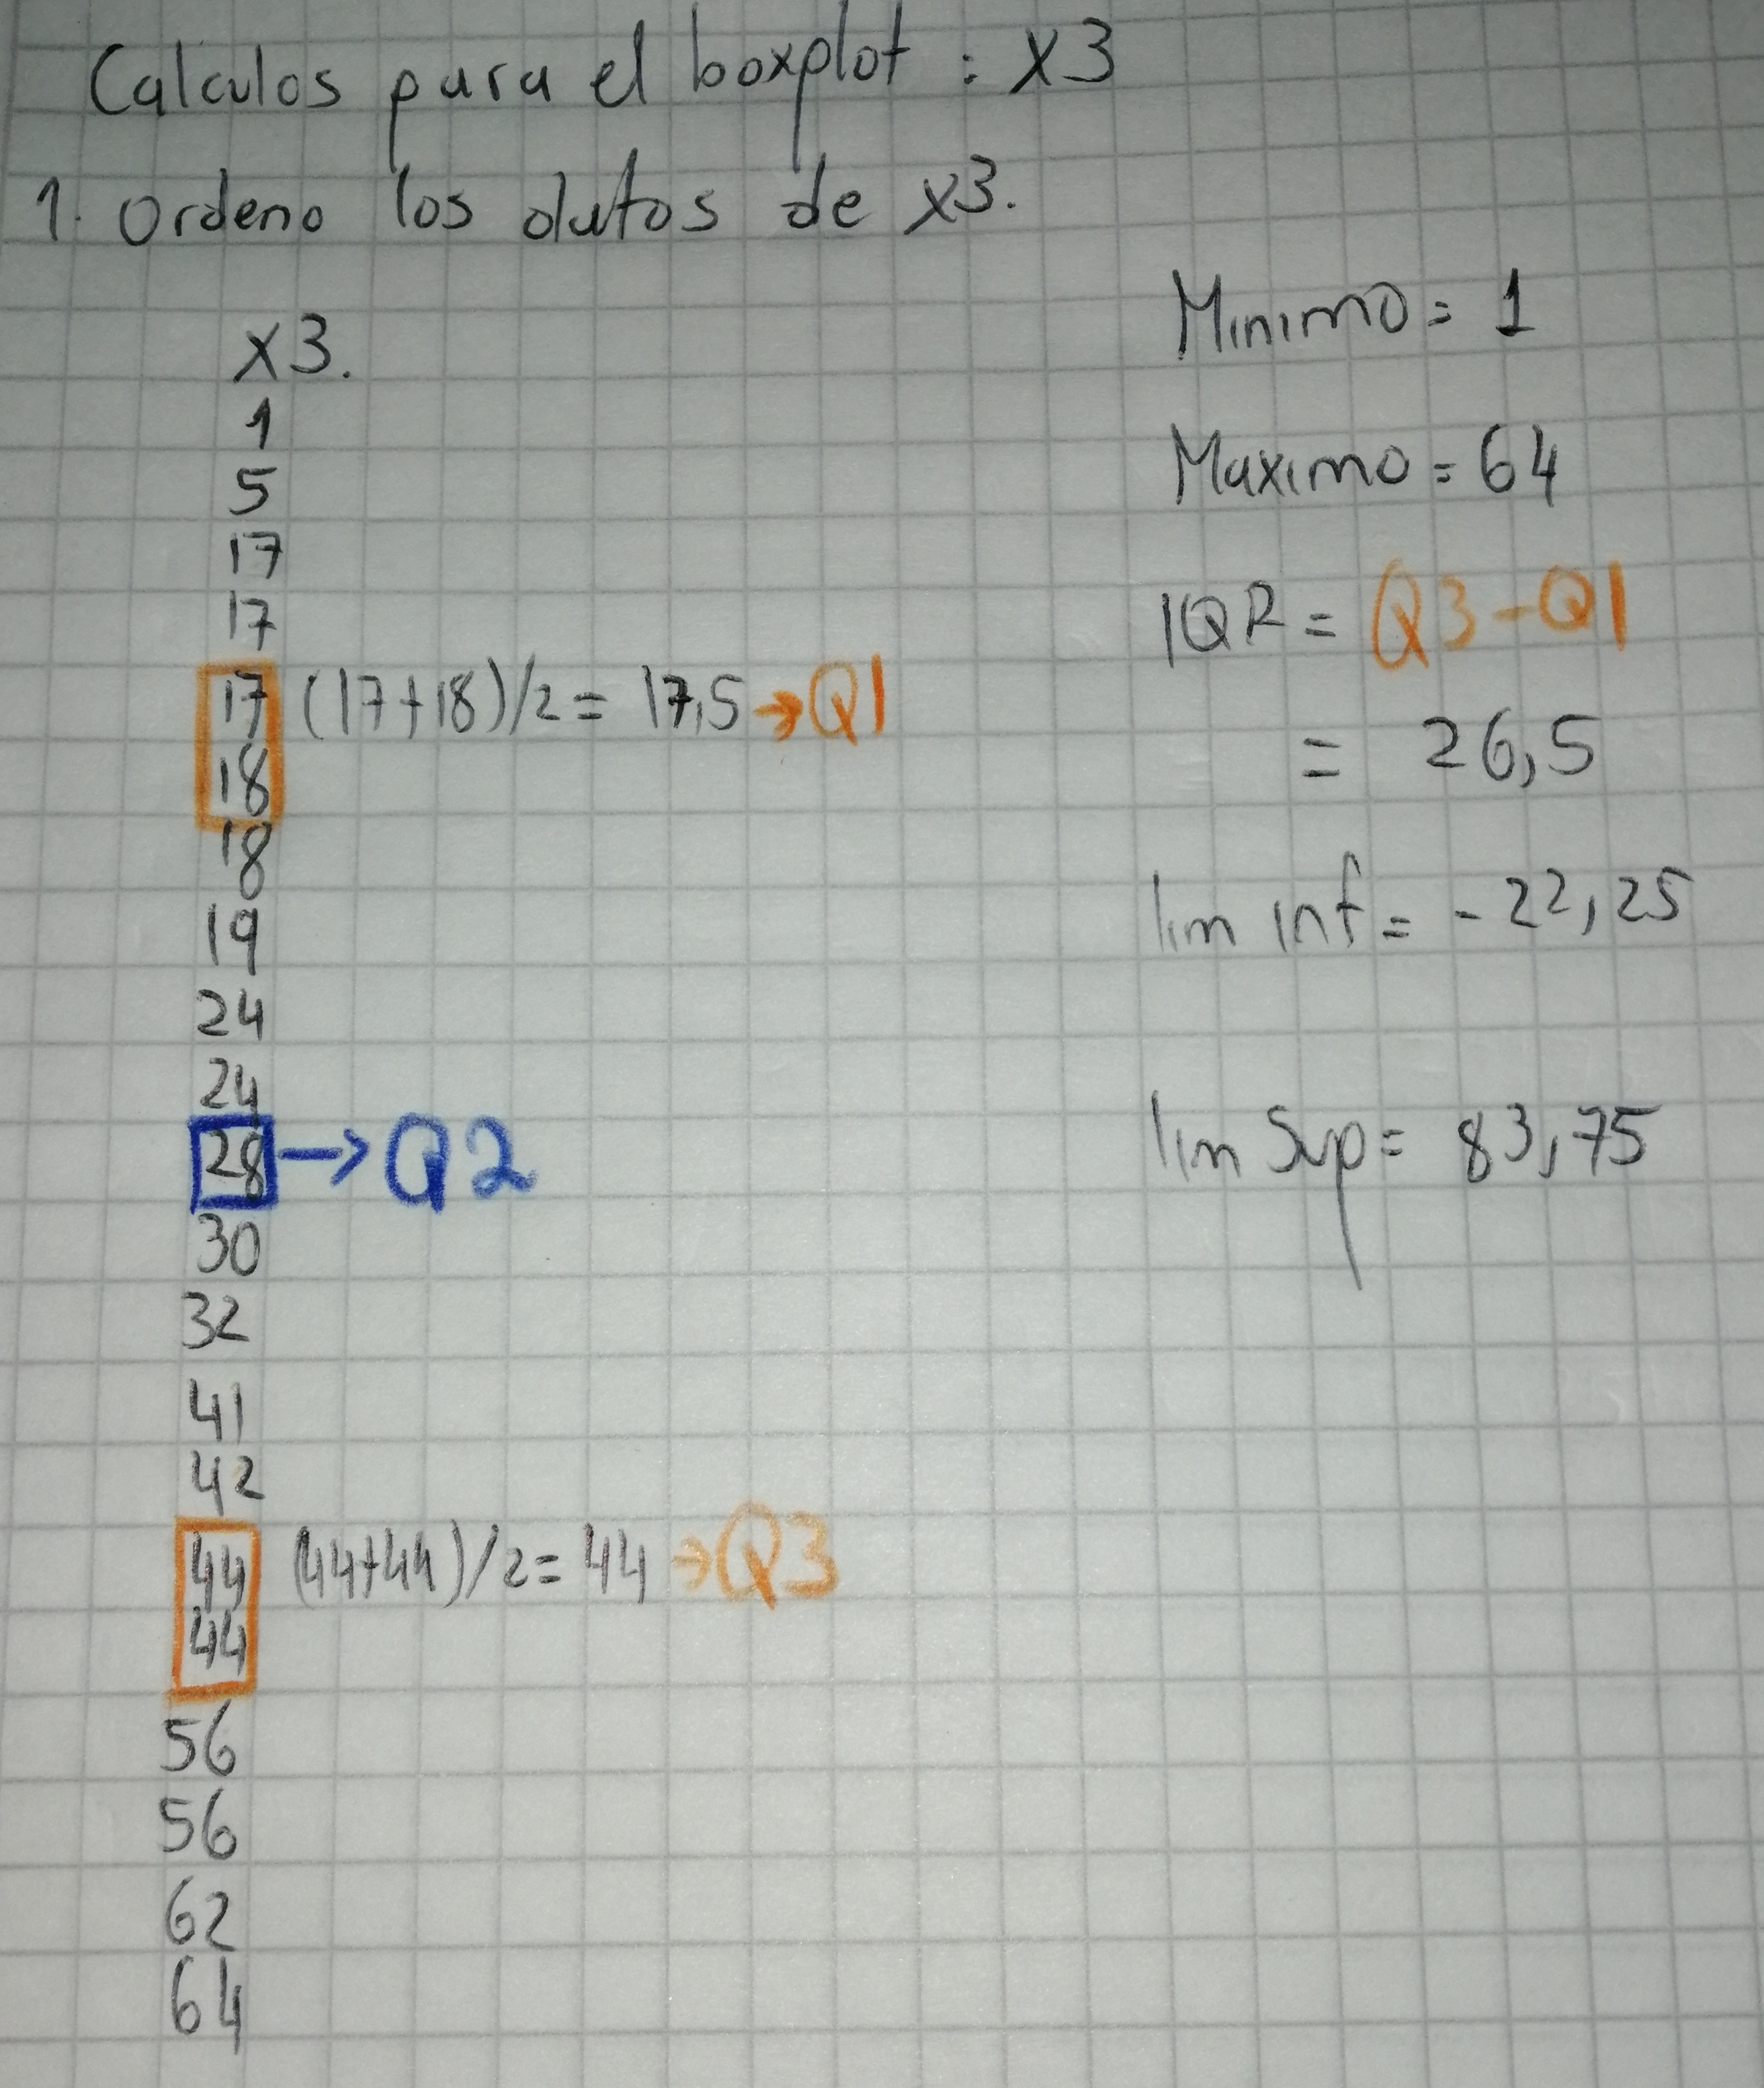 Calculos para el boxplot : x3
1. Ordeno los datos de x3.
x3.
1
5
17
17
17 (17+18)/2 = 17,5 → Q1
18
18
19
24
24
28 → Q2
30
32
41
42
44 (44+44)/2 = 44 → Q3
44
56
56
62
64
Minimo = 1
Maximo = 64
IQR = Q3 - Q1
= 26,5
lim inf = -22,25
lim Sup = 83,75